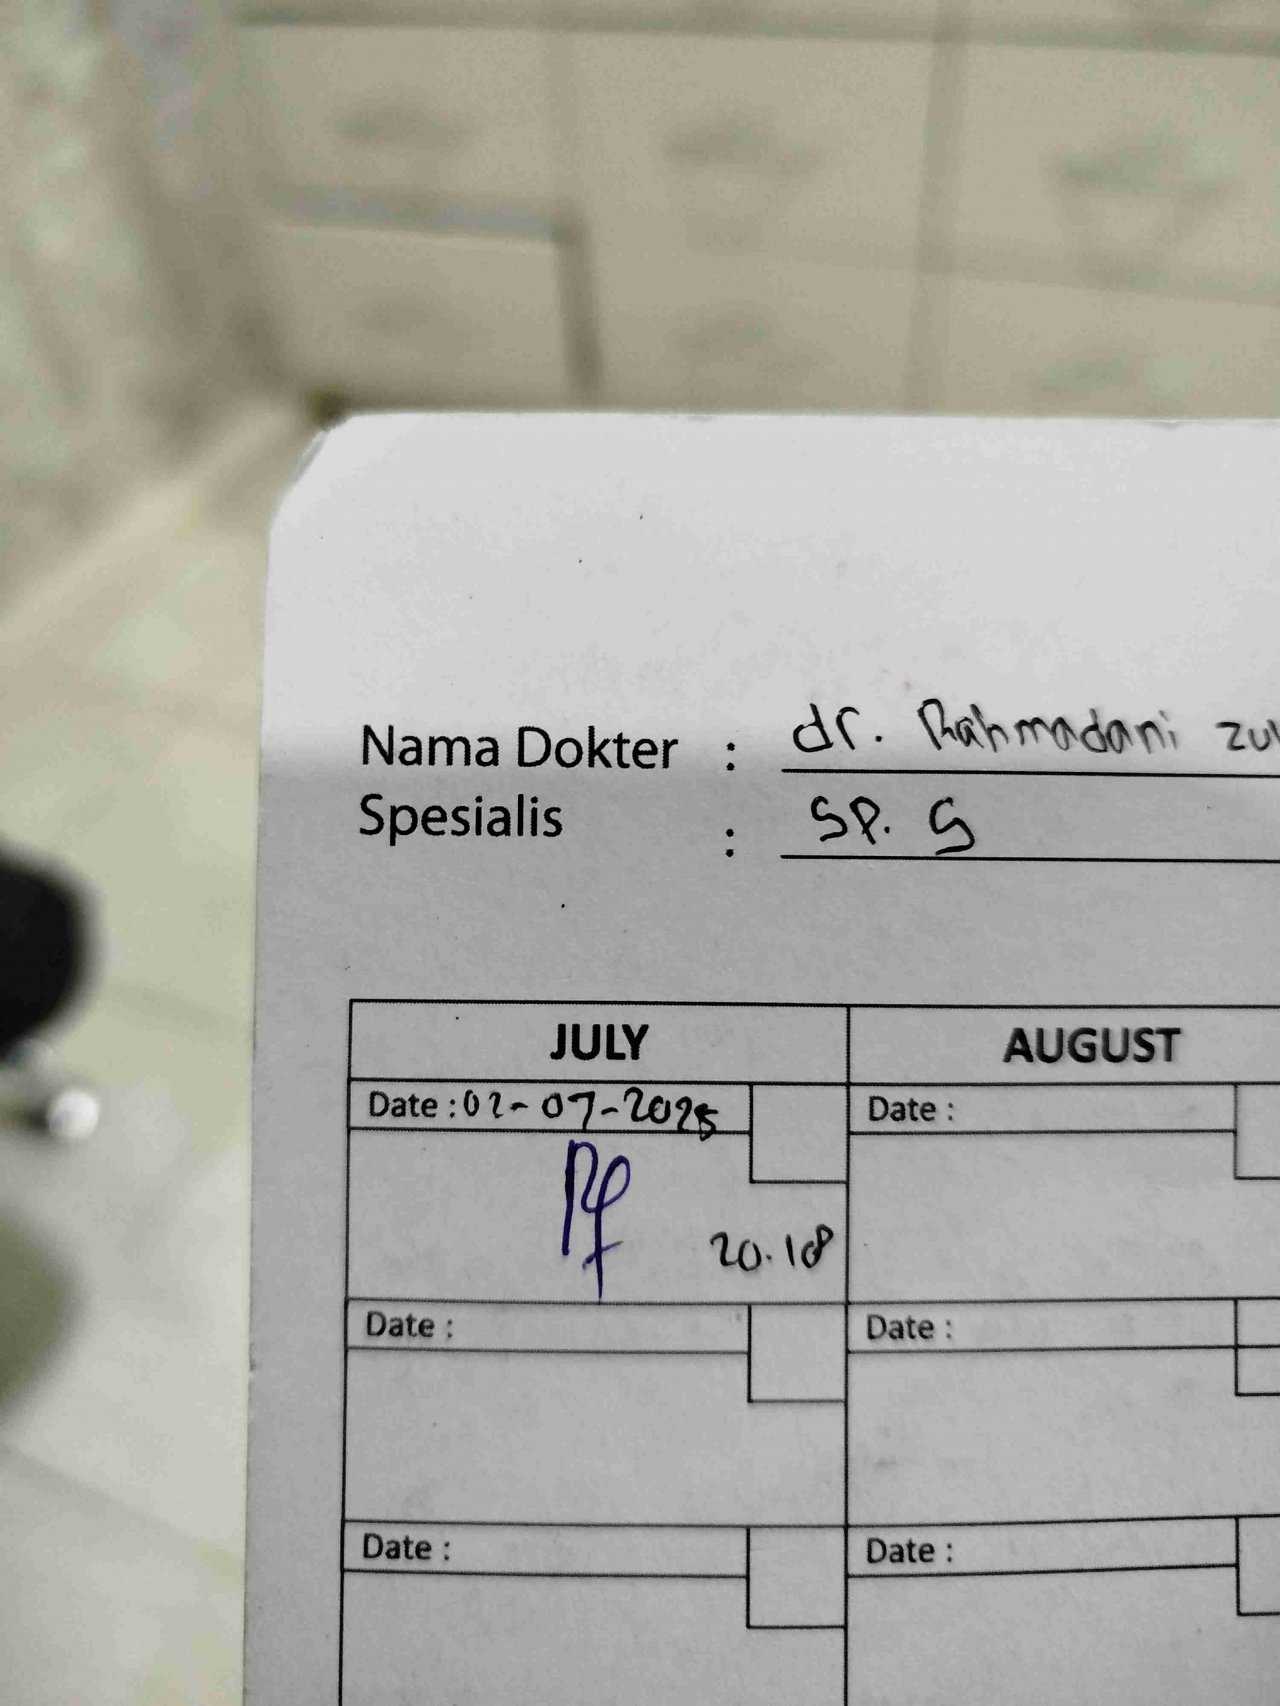 Nama Dokter : dr. Rahmadani
Spesialis : SP. G
JULY AUGUST
Date : 02-07-2025 Date :
20.18
Date : Date :
Date : Date :